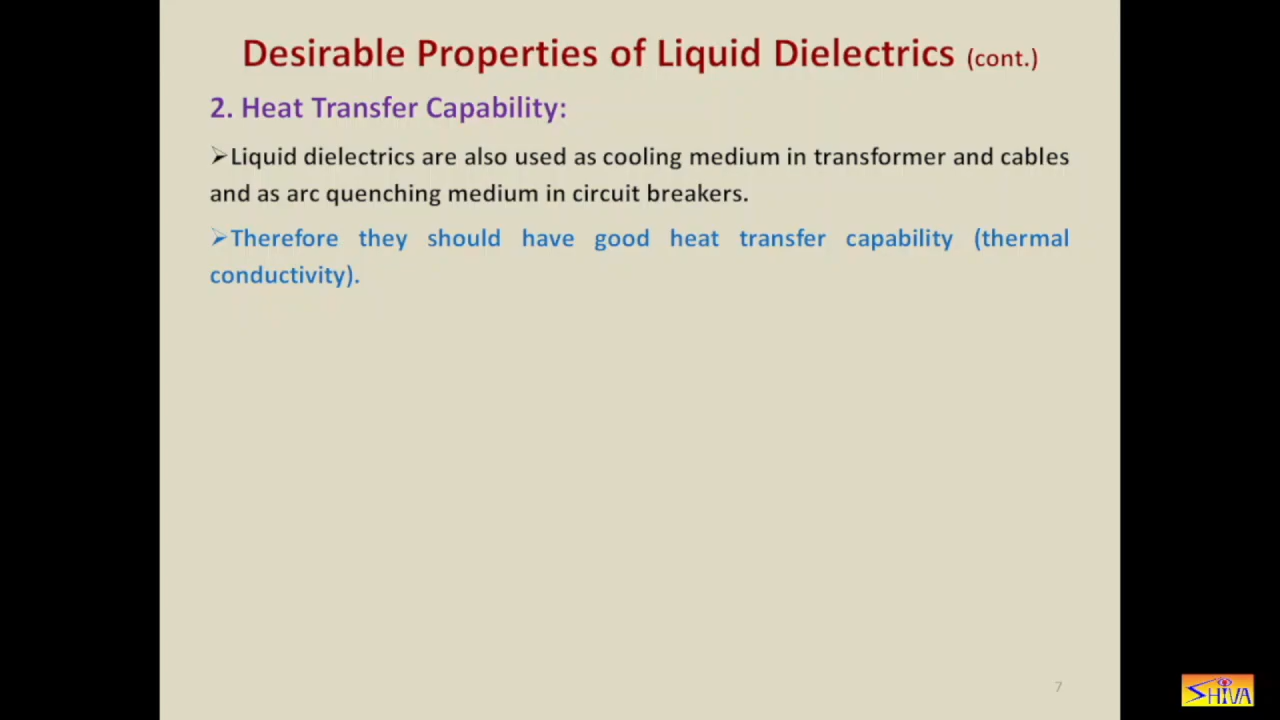 Desirable Properties of Liquid Dielectrics (cont.)
2. Heat Transfer Capability:
➢Liquid dielectrics are also used as cooling medium in transformer and cables
and as arc quenching medium in circuit breakers.
➢Therefore they should have good heat transfer capability (thermal
conductivity).
7
SHIVA